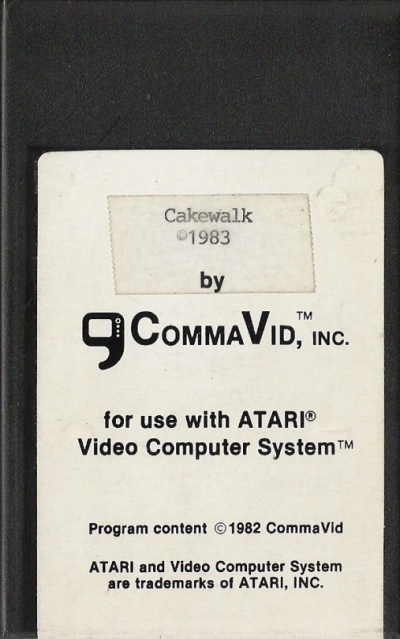 Cakewalk
©1983
by
COMMAVID,™ INC.
for use with ATARI®
Video Computer System™
Program content ©1982 CommaVid
ATARI and Video Computer System
are trademarks of ATARI, INC.